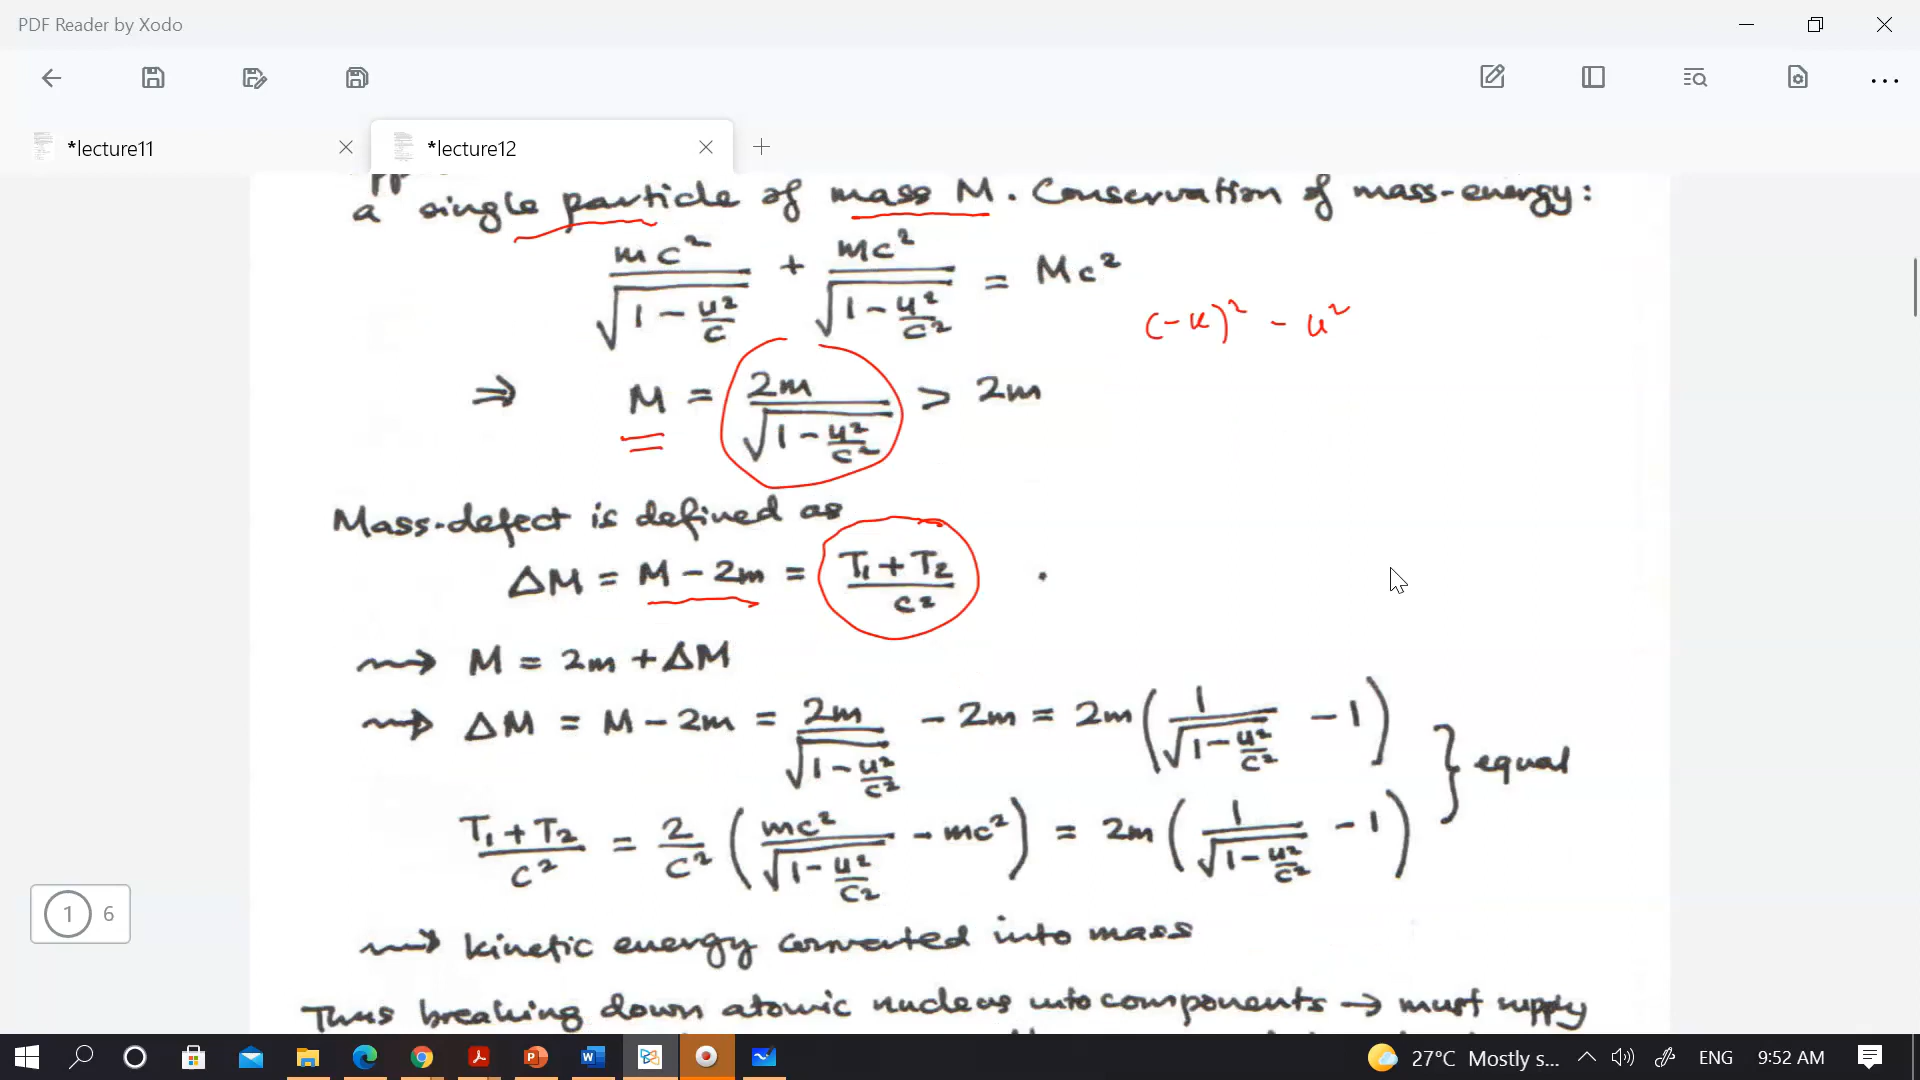 PDF Reader by Xodo
*lecture11
*lecture12
a single particle of mass M. Conservation of mass-energy:
mc²/√(1 - u²/c) + mc²/√(1 - u²/c²) = Mc²
(-u)² - u²
⇒ M = 2m/√(1 - u²/c²) > 2m
Mass-defect is defined as
ΔM = M - 2m = (T₁ + T₂)/c²
⟿ M = 2m + ΔM
⟿ ΔM = M - 2m = 2m/√(1 - u²/c²) - 2m = 2m(1/√(1 - u²/c²) - 1)
} equal
(T₁ + T₂)/c² = 2/c² (mc²/√(1 - u²/c²) - mc²) = 2m(1/√(1 - u²/c²) - 1)
⟿ kinetic energy converted into mass
1 6
Thus breaking down atomic nucleus into components → must supply
27°C Mostly s... ENG 9:52 AM